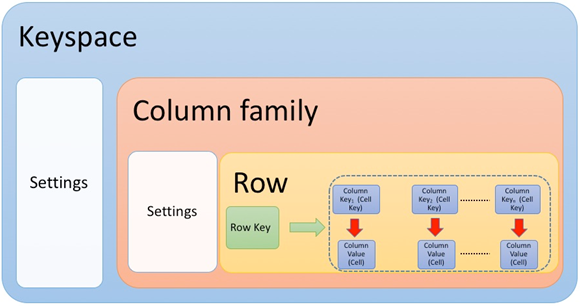 Keyspace
Column family
Settings
Settings
Row
Row Key
Column
Key₁ (Cell
Key)
Column
Key₂ (Cell
Key)
Column
Keyₙ (Cell
Key)
Column
Value
(Cell)
Column
Value
(Cell)
Column
Value
(Cell)